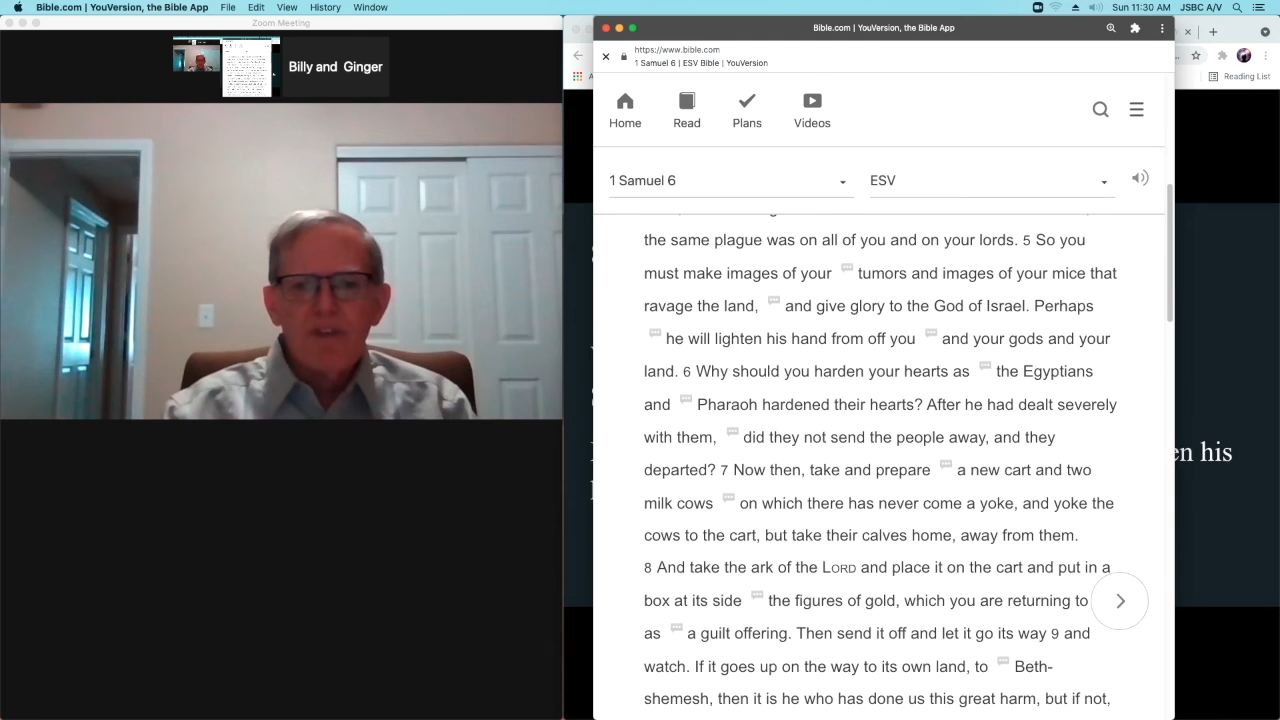 Bible.com | YouVersion, the Bible App File Edit View History Window
Sun 11:30 AM JSBC A/V
Zoom Meeting
Billy and Ginger
Bible.com | YouVersion, the Bible App
https://www.bible.com
1 Samuel 6 | ESV Bible | YouVersion
Reading List
Home Read Plans Videos
1 Samuel 6 ESV
the same plague was on all of you and on your lords. 5 So you
must make images of your tumors and images of your mice that
ravage the land, and give glory to the God of Israel. Perhaps
he will lighten his hand from off you and your gods and your
land. 6 Why should you harden your hearts as the Egyptians
and Pharaoh hardened their hearts? After he had dealt severely
with them, did they not send the people away, and they
departed? 7 Now then, take and prepare a new cart and two
milk cows on which there has never come a yoke, and yoke the
cows to the cart, but take their calves home, away from them.
8 And take the ark of the LORD and place it on the cart and put in a
box at its side the figures of gold, which you are returning to
as a guilt offering. Then send it off and let it go its way 9 and
watch. If it goes up on the way to its own land, to Beth-
shemesh, then it is he who has done us this great harm, but if not,
en his